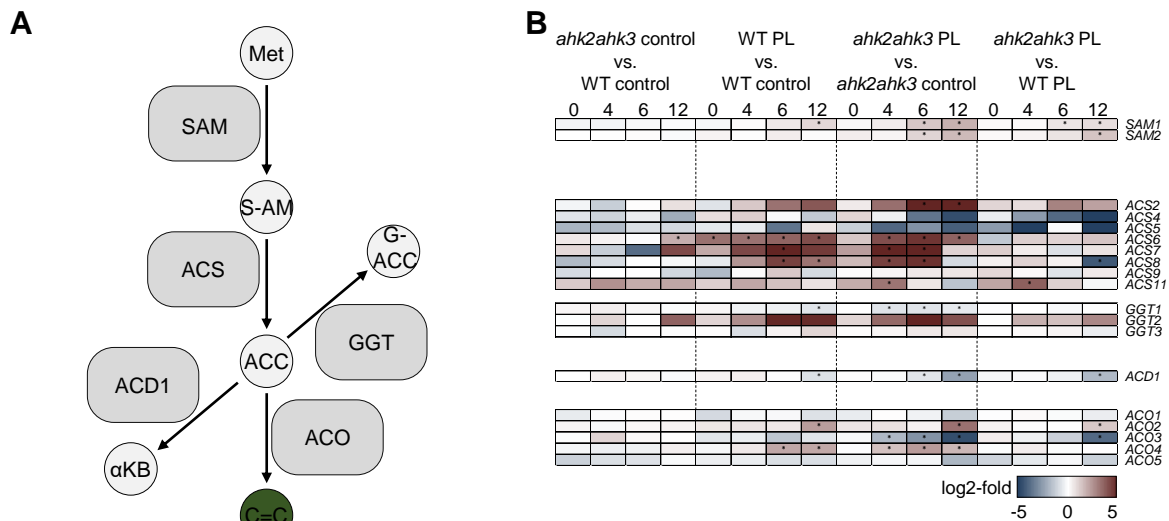 A
Met
SAM
S-AM
ACS
G-
ACC
GGT
ACC
ACD1
ACO
αKB
C=C
B
ahk2ahk3 control
vs.
WT control
WT PL
vs.
WT control
ahk2ahk3 PL
vs.
ahk2ahk3 control
ahk2ahk3 PL
vs.
WT PL
0 4 6 12 0 4 6 12 0 4 6 12 0 4 6 12
SAM1
SAM2
ACS2
ACS4
ACS5
ACS6
ACS7
ACS8
ACS9
ACS11
GGT1
GGT2
GGT3
ACD1
ACO1
ACO2
ACO3
ACO4
ACO5
log2-fold
-5 0 5